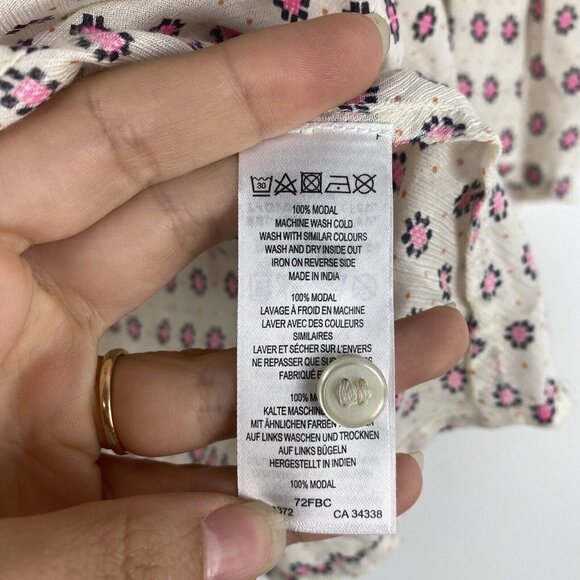 30
100% MODAL
MACHINE WASH COLD
WASH WITH SIMILAR COLOURS
WASH AND DRY INSIDE OUT
IRON ON REVERSE SIDE
MADE IN INDIA
100% MODAL
LAVAGE À FROID EN MACHINE
LAVER AVEC DES COULEURS
SIMILAIRES
LAVER ET SÉCHER SUR L'ENVERS
NE REPASSER QUE
FABRIQUÉ
100%
KALTE
MIT ÄHNLICHEN FARBEN
AUF LINKS WASCHEN UND TROCKNEN
AUF LINKS BÜGELN
HERGESTELLT IN INDIEN
100% MODAL
72FBC
3372 CA 34338